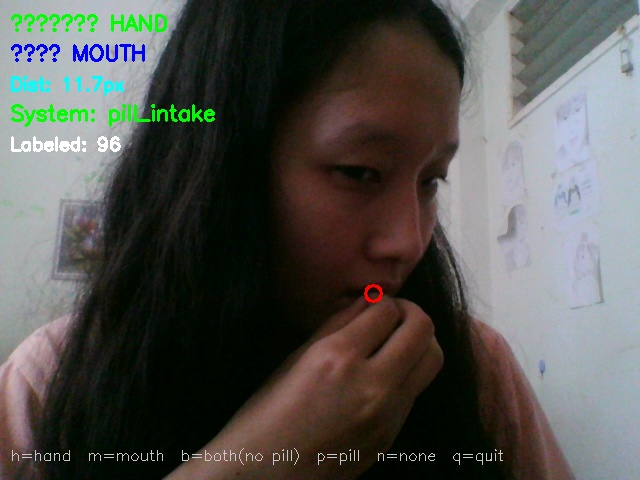 ??????? HAND
???? MOUTH
Dist: 11.7px
System: pill_intake
Labeled: 96
h=hand m=mouth b=both(no pill) p=pill n=none q=quit